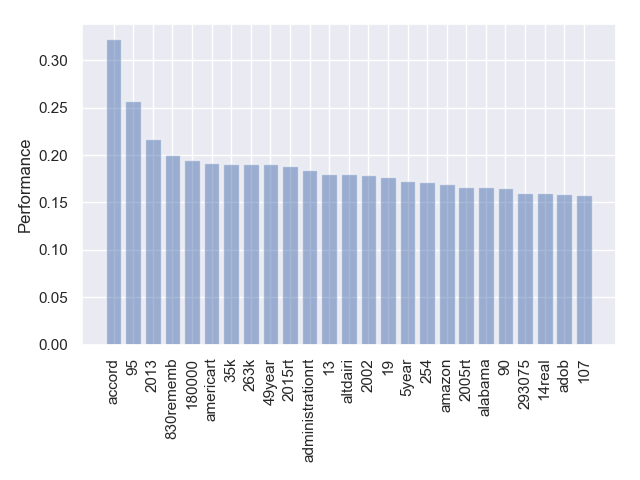 0.30
0.25
0.20
0.15
0.10
0.05
0.00
Performance
accord
95
2013
830rememb
180000
americart
35k
263k
49year
2015rt
administrationrt
13
altdairi
2002
19
5year
254
amazon
2005rt
alabama
90
293075
14real
adob
107